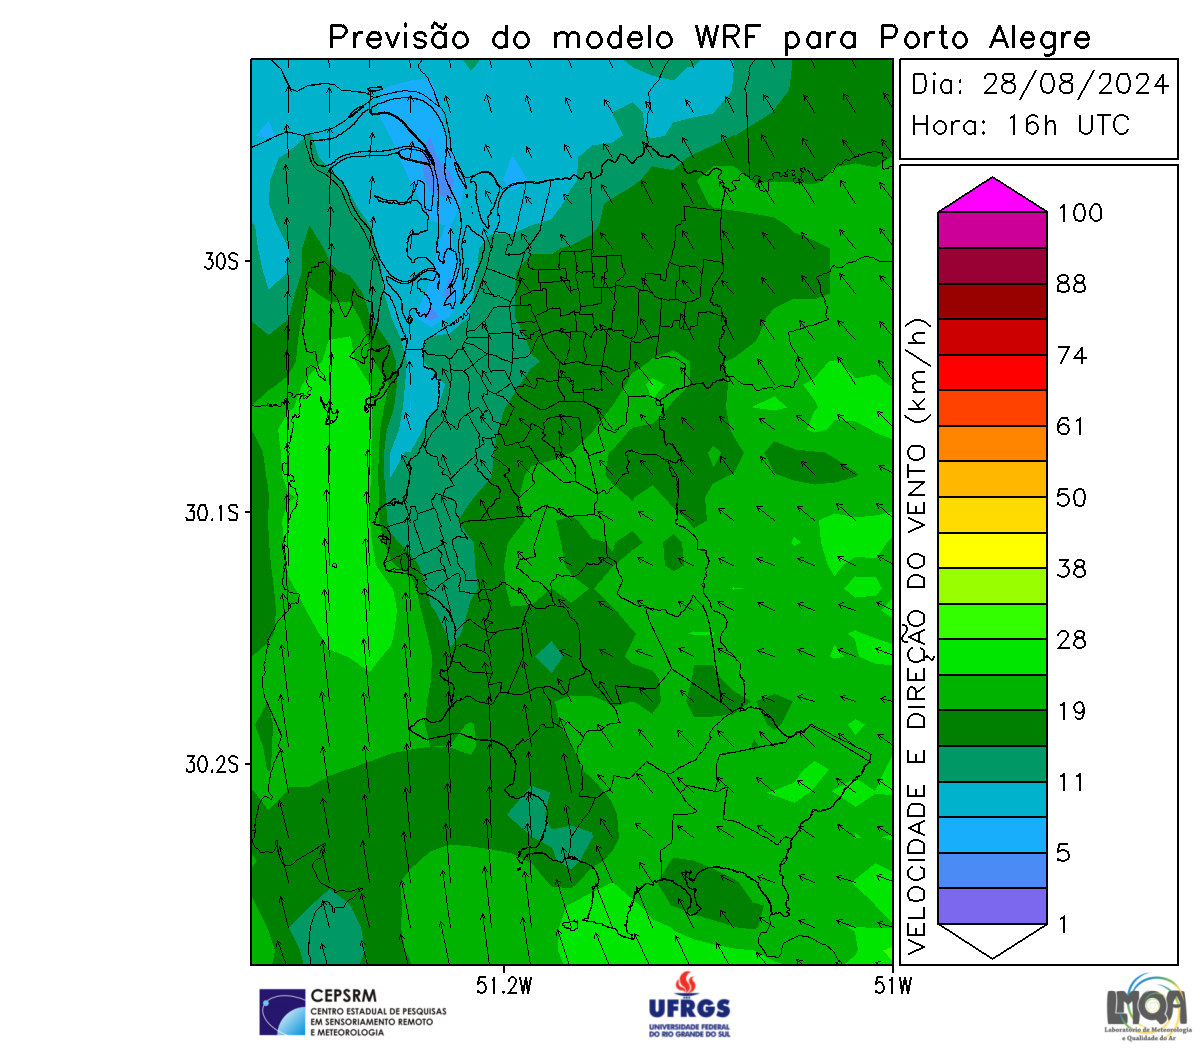 Previsão do modelo WRF para Porto Alegre
Dia: 28/08/2024
Hora: 16h UTC
VELOCIDADE E DIREÇÃO DO VENTO (km/h)
100
88
74
61
50
38
28
19
11
5
1
30S
30.1S
30.2S
51.2W
51W
CEPSRM
CENTRO ESTADUAL DE PESQUISAS
EM SENSORIAMENTO REMOTO
E METEOROLOGIA
UFRGS
UNIVERSIDADE FEDERAL
DO RIO GRANDE DO SUL
LMQA
Laboratório de Meteorologia
e Qualidade do Ar